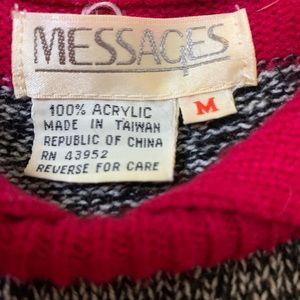 MESSAGES
M
100% ACRYLIC
MADE IN TAIWAN
REPUBLIC OF CHINA
RN 43952
REVERSE FOR CARE